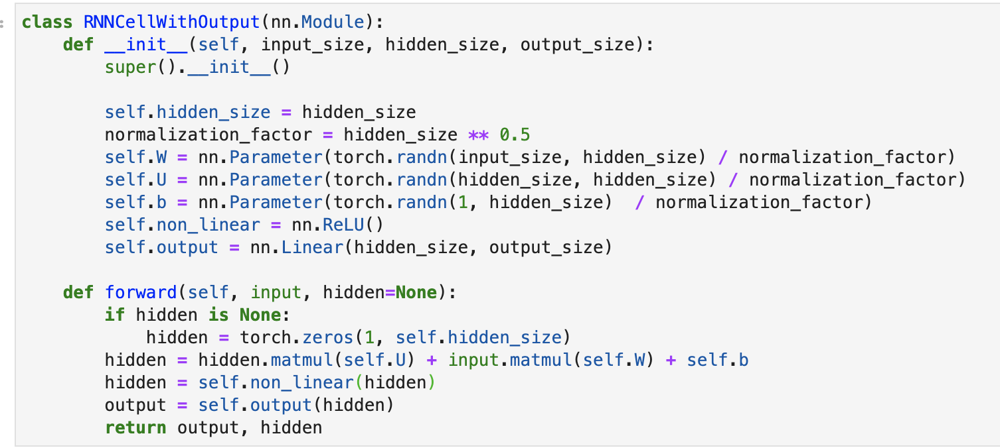 class RNNCellWithOutput(nn.Module):
    def __init__(self, input_size, hidden_size, output_size):
        super().__init__()

        self.hidden_size = hidden_size
        normalization_factor = hidden_size ** 0.5
        self.W = nn.Parameter(torch.randn(input_size, hidden_size) / normalization_factor)
        self.U = nn.Parameter(torch.randn(hidden_size, hidden_size) / normalization_factor)
        self.b = nn.Parameter(torch.randn(1, hidden_size)  / normalization_factor)
        self.non_linear = nn.ReLU()
        self.output = nn.Linear(hidden_size, output_size)

    def forward(self, input, hidden=None):
        if hidden is None:
            hidden = torch.zeros(1, self.hidden_size)
        hidden = hidden.matmul(self.U) + input.matmul(self.W) + self.b
        hidden = self.non_linear(hidden)
        output = self.output(hidden)
        return output, hidden